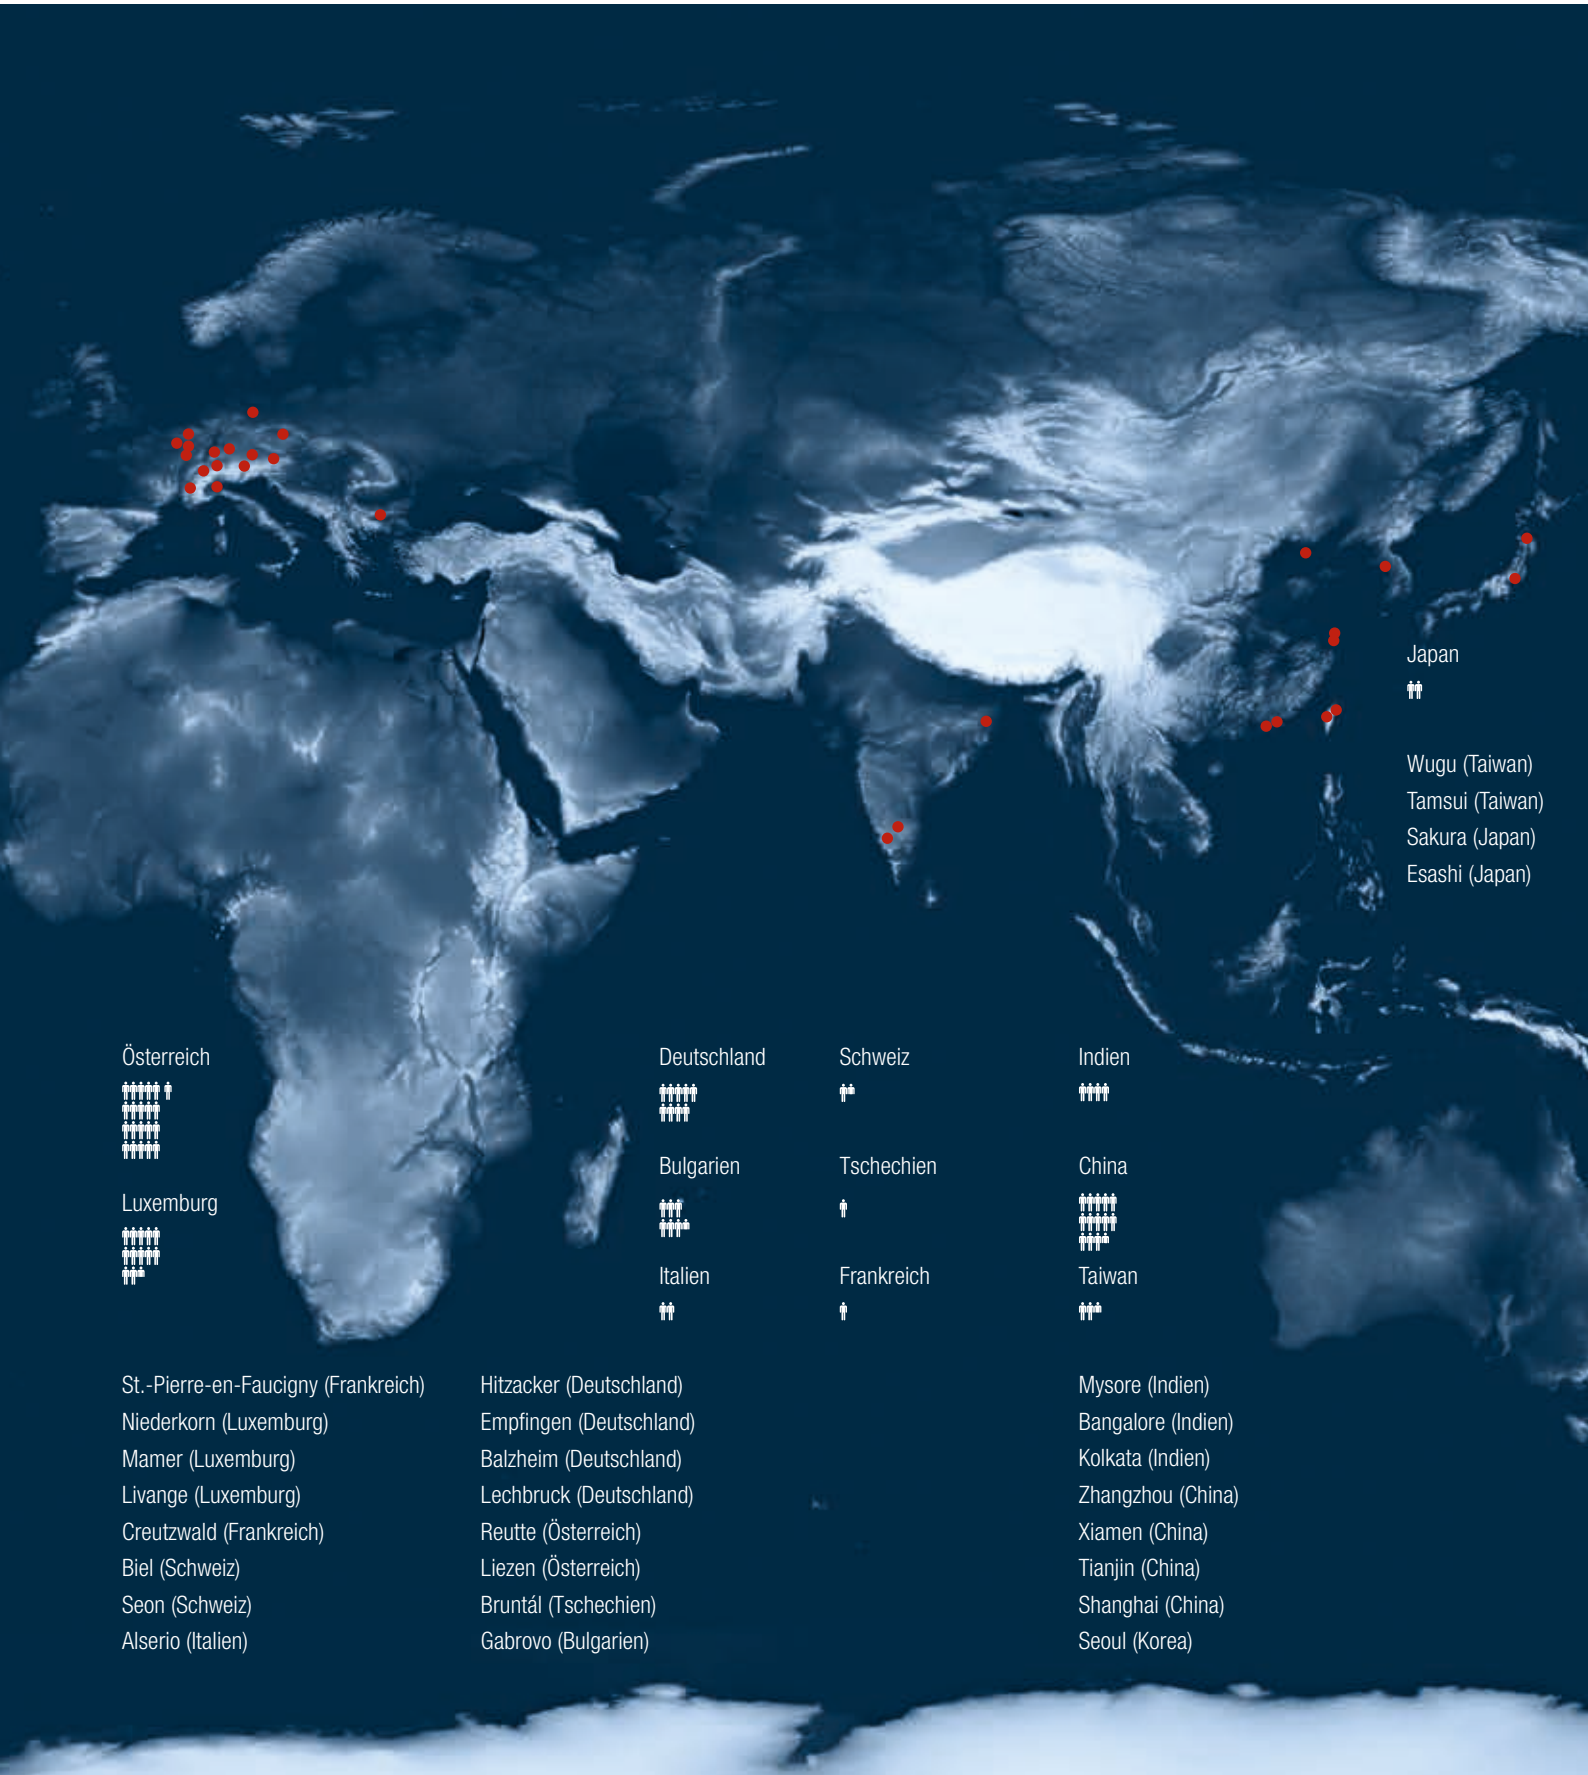 Japan
Wugu (Taiwan)
Tamsui (Taiwan)
Sakura (Japan)
Esashi (Japan)
Österreich
Luxemburg
Deutschland
Bulgarien
Italien
Schweiz
Tschechien
Frankreich
Indien
China
Taiwan
St.-Pierre-en-Faucigny (Frankreich)
Niederkorn (Luxemburg)
Mamer (Luxemburg)
Livange (Luxemburg)
Creutzwald (Frankreich)
Biel (Schweiz)
Seon (Schweiz)
Alserio (Italien)
Hitzacker (Deutschland)
Empfingen (Deutschland)
Balzheim (Deutschland)
Lechbruck (Deutschland)
Reutte (Österreich)
Liezen (Österreich)
Bruntál (Tschechien)
Gabrovo (Bulgarien)
Mysore (Indien)
Bangalore (Indien)
Kolkata (Indien)
Zhangzhou (China)
Xiamen (China)
Tianjin (China)
Shanghai (China)
Seoul (Korea)